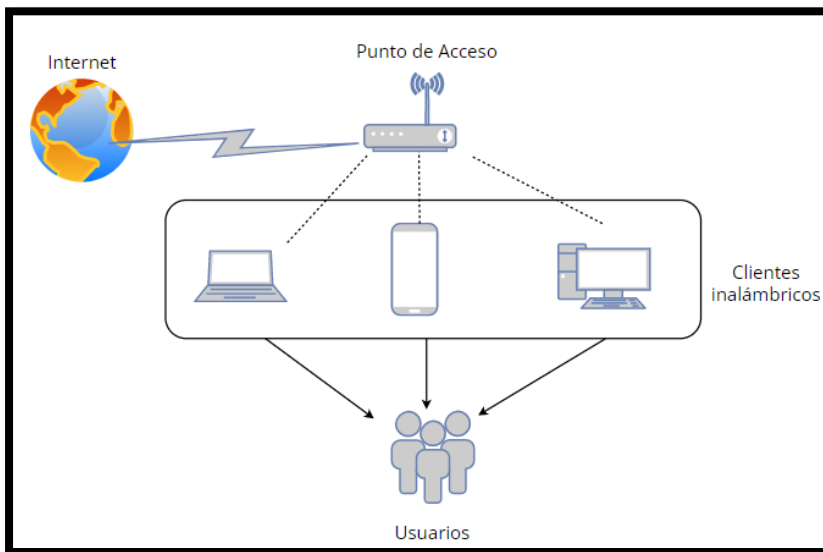 Punto de Acceso
Internet
Clientes
inalámbricos
Usuarios